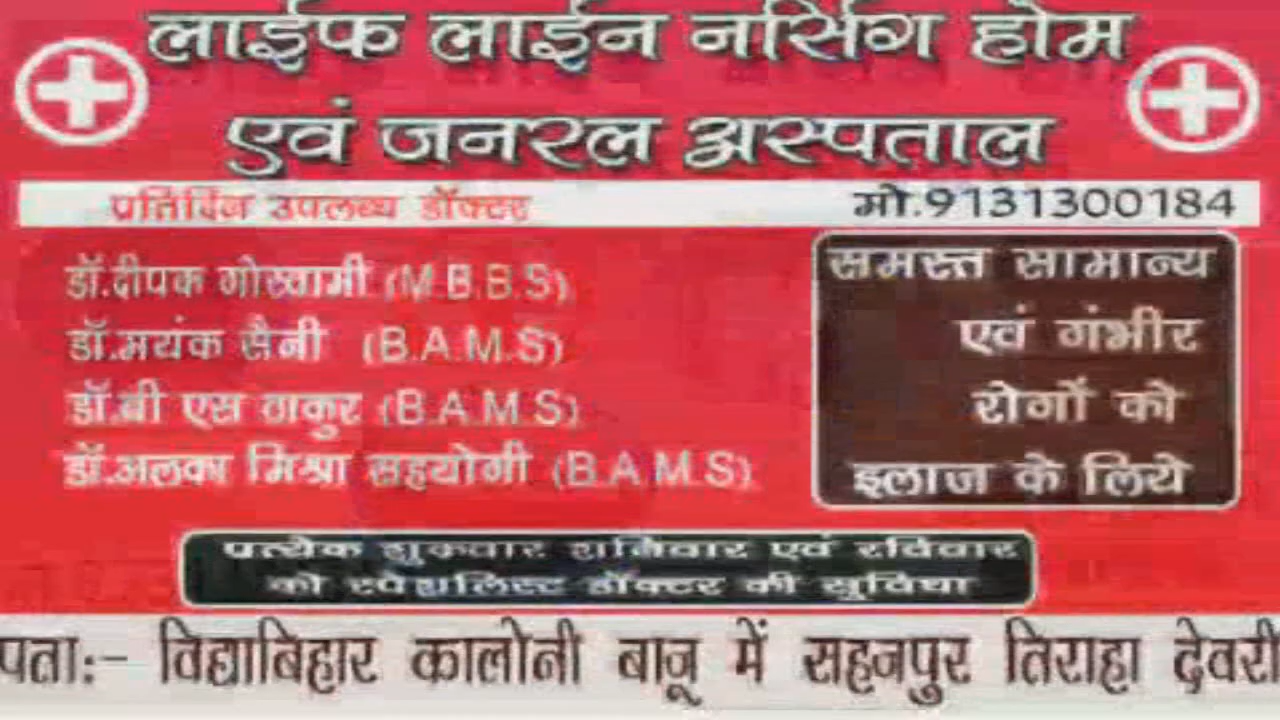 लाईफ लाईन नर्सिंग होम
एवं जनरल अस्पताल
प्रतिदिन उपलब्ध डॉक्टर
मो.9131300184
डॉ.दीपक गोस्वामी (M.B.B.S)
डॉ.मयंक सैनी (B.A.M.S)
डॉ.बी एस ठाकुर (B.A.M.S)
डॉ.अलका मिश्रा सहयोगी (B.A.M.S)
समस्त सामान्य
एवं गंभीर
रोगों को
इलाज के लिये
प्रत्येक शुक्रवार शनिवार एवं रविवार
को स्पेशलिस्ट डॉक्टर की सुविधा
पता:- विद्याबिहार कालोनी बाजू में सहजपुर तिराहा देवरी